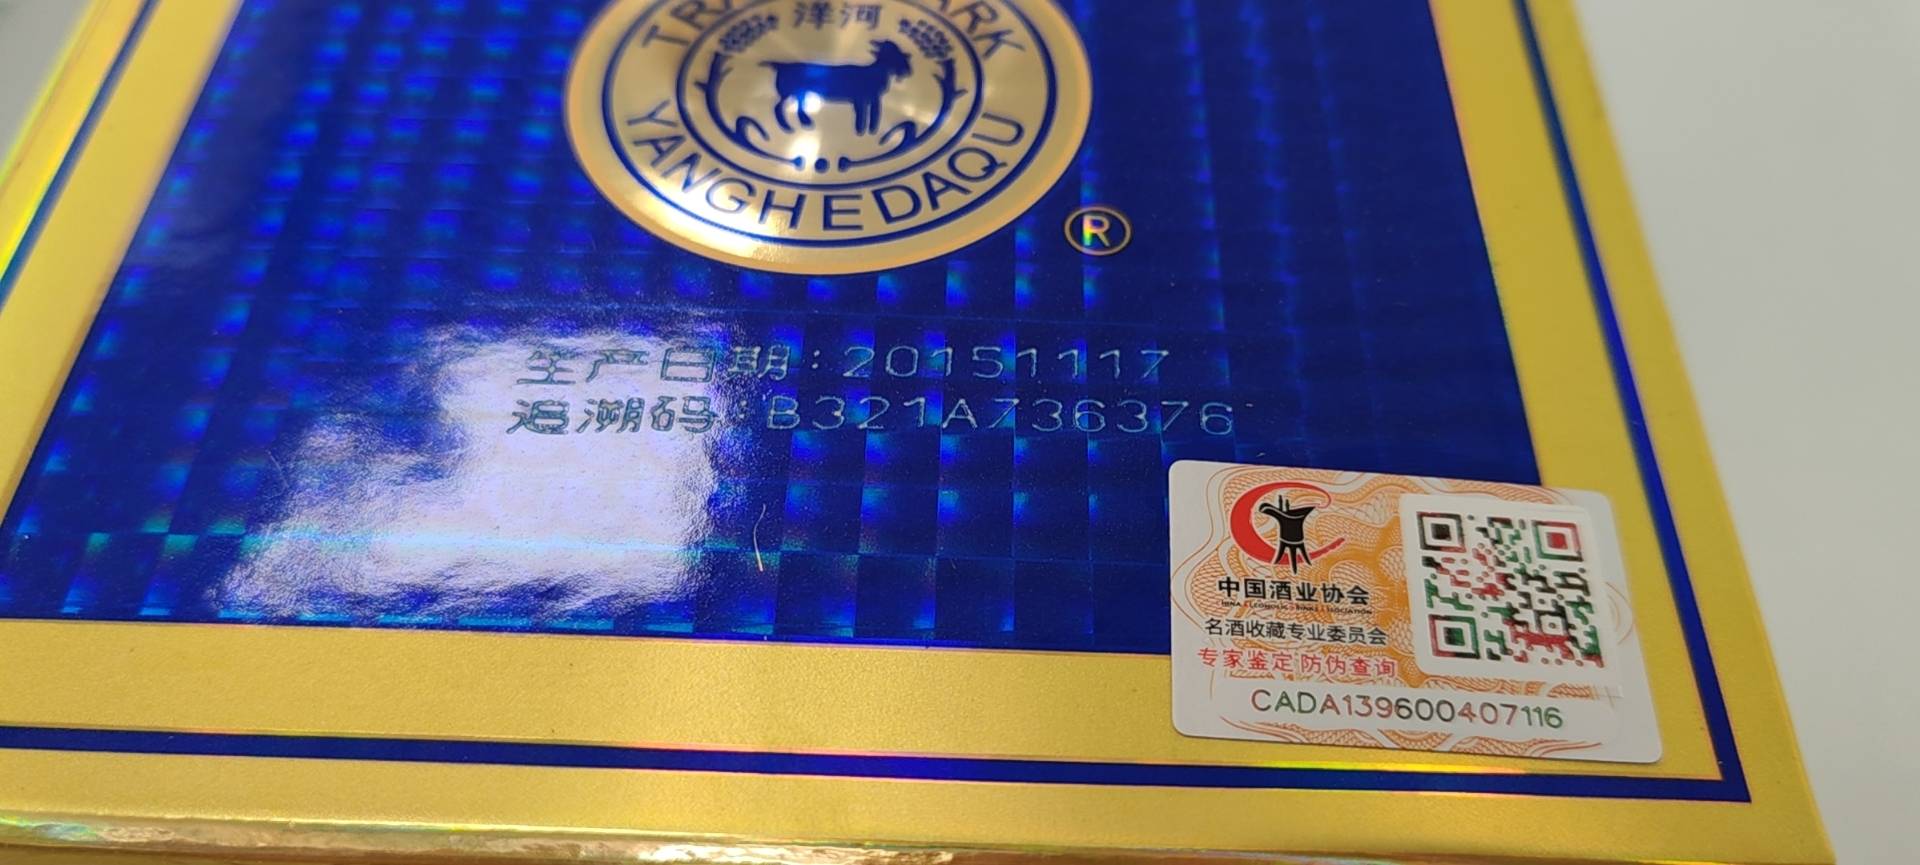 洋河
YANGHEDAQU
®
生产日期:20151117
追溯码:B321A736376
中国酒业协会
名酒收藏专业委员会
专家鉴定 防伪查询
CADA139600407116